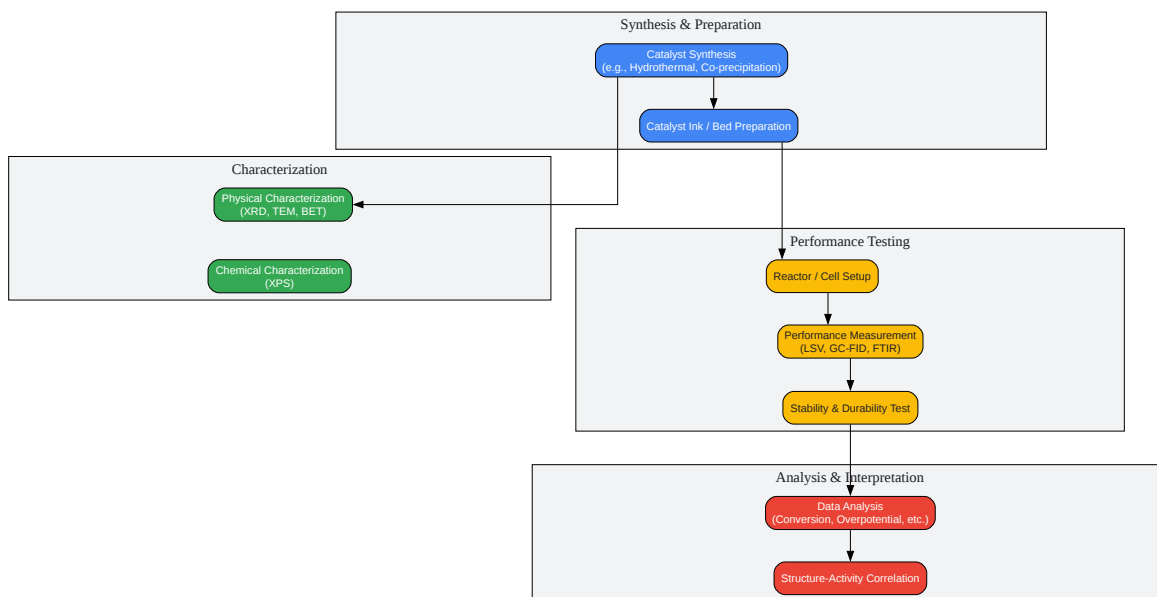 Synthesis & Preparation
Catalyst Synthesis
(e.g., Hydrothermal, Co-precipitation)
Catalyst Ink / Bed Preparation
Characterization
Physical Characterization
(XRD, TEM, BET)
Chemical Characterization
(XPS)
Performance Testing
Reactor / Cell Setup
Performance Measurement
(LSV, GC-FID, FTIR)
Stability & Durability Test
Analysis & Interpretation
Data Analysis
(Conversion, Overpotential, etc.)
Structure-Activity Correlation